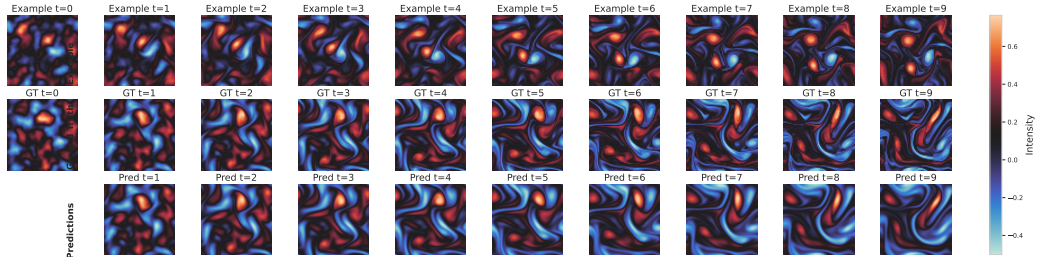 Example t=0 Example t=1 Example t=2 Example t=3 Example t=4 Example t=5 Example t=6 Example t=7 Example t=8 Example t=9
GT t=0 GT t=1 GT t=2 GT t=3 GT t=4 GT t=5 GT t=6 GT t=7 GT t=8 GT t=9
Pred t=1 Pred t=2 Pred t=3 Pred t=4 Pred t=5 Pred t=6 Pred t=7 Pred t=8 Pred t=9
Predictions
0.6
0.4
0.2
0.0
−0.2
−0.4
Intensity